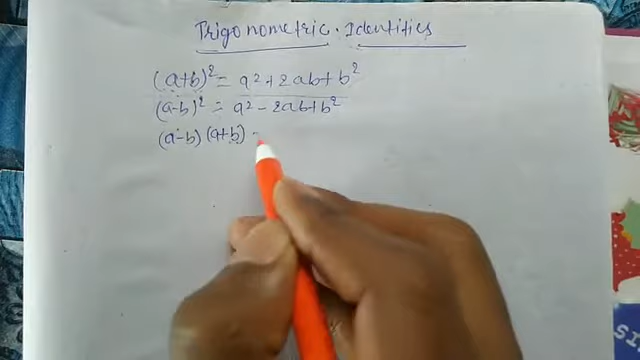 Trigonometric. Identities
(a+b)² = a² + 2ab + b²
(a-b)² = a² - 2ab + b²
(a-b) (a+b) -